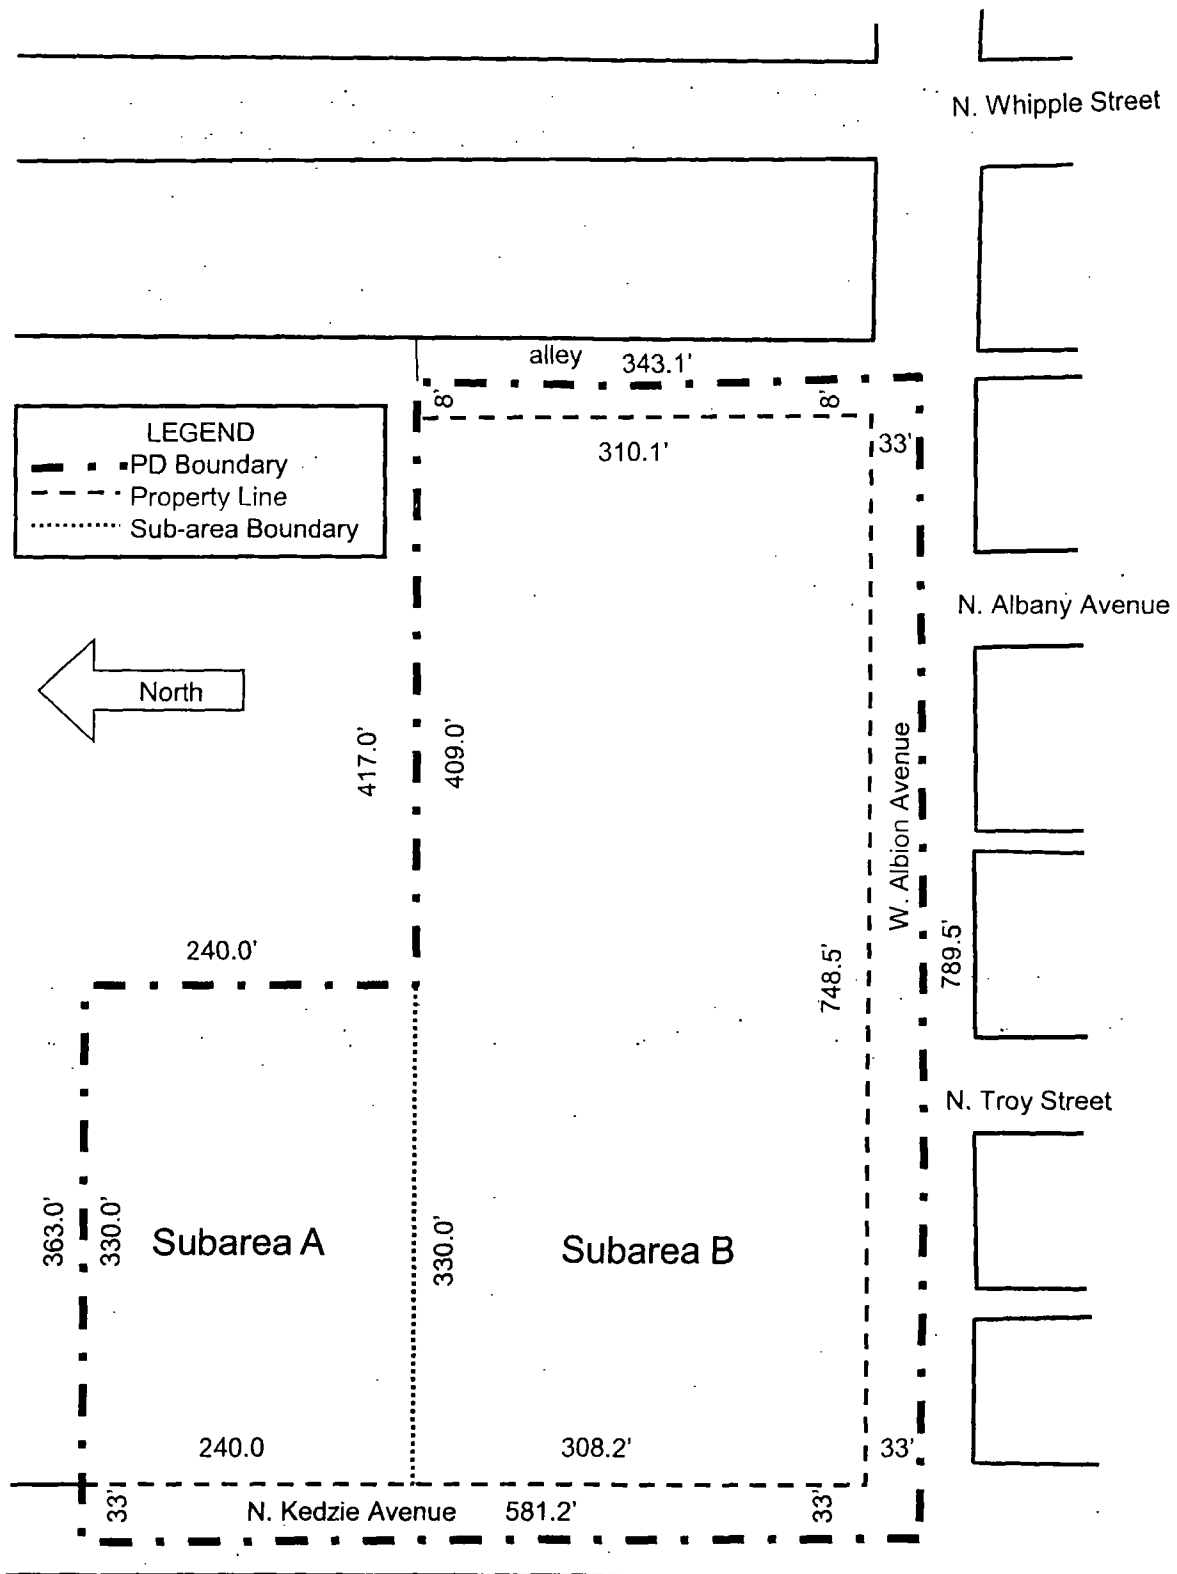 N. Whipple Street
alley
343.1'
8'
8'
310.1'
33'
LEGEND
PD Boundary
Property Line
Sub-area Boundary
N. Albany Avenue
North
417.0'
409.0'
W. Albion Avenue
240.0'
748.5'
789.5'
N. Troy Street
363.0'
330.0'
Subarea A
330.0'
Subarea B
240.0
308.2'
33'
33'
N. Kedzie Avenue
581.2'
33'